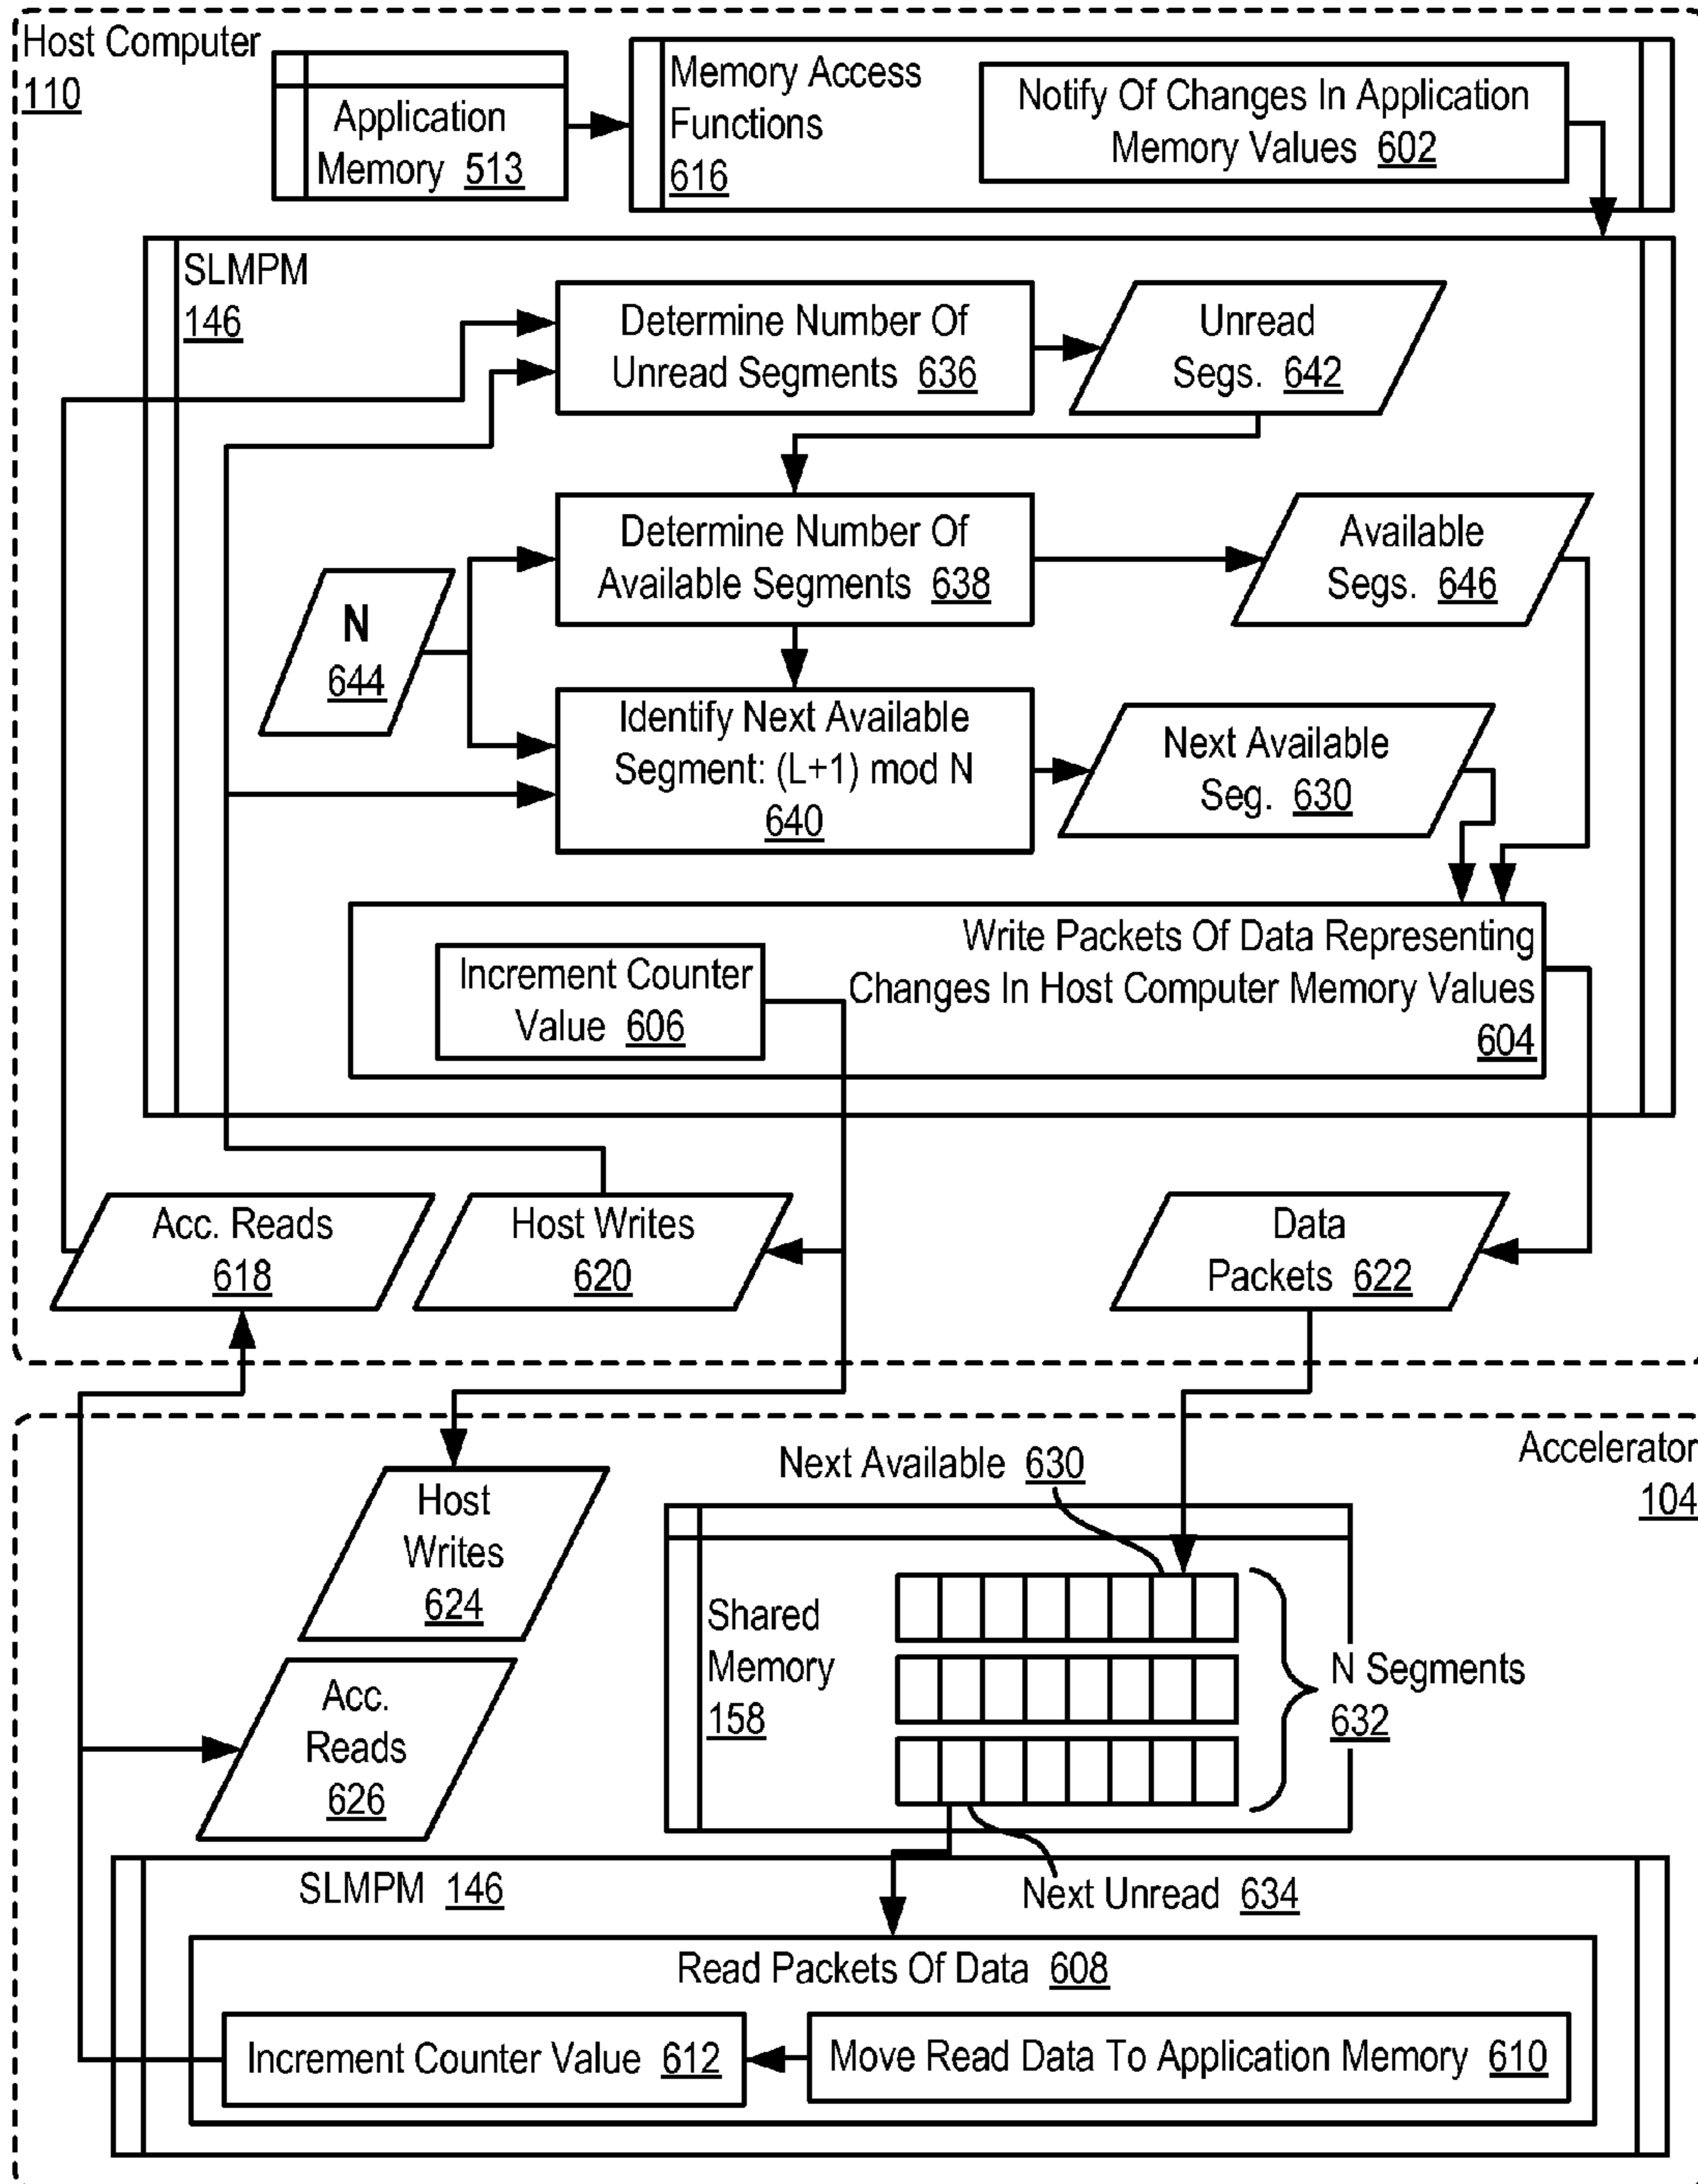 Host Computer
110
Application
Memory 513
Memory Access
Functions
616
Notify Of Changes In Application
Memory Values 602
SLMPM
146
Determine Number Of
Unread Segments 636
Unread
Segs. 642
Determine Number Of
Available Segments 638
Available
Segs. 646
N
644
Identify Next Available
Segment: (L+1) mod N
640
Next Available
Seg. 630
Write Packets Of Data Representing
Changes In Host Computer Memory Values
604
Increment Counter
Value 606
Acc. Reads
618
Host Writes
620
Data
Packets 622
Accelerator
104
Host
Writes
624
Next Available 630
Shared
Memory
158
N Segments
632
Acc.
Reads
626
SLMPM 146
Next Unread 634
Read Packets Of Data 608
Increment Counter Value 612
Move Read Data To Application Memory 610